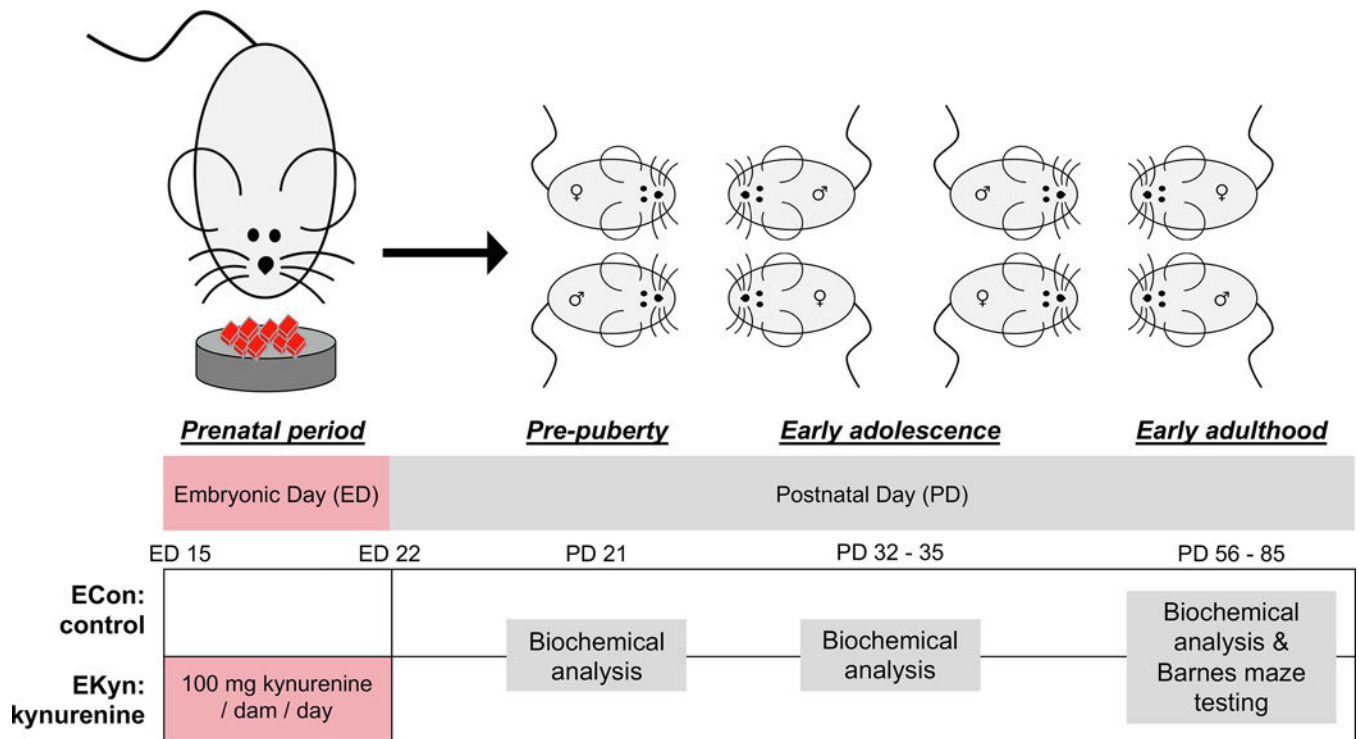 ♀ ♂ ♂ ♀
♂ ♀ ♀ ♂
Prenatal period Pre-puberty Early adolescence Early adulthood
Embryonic Day (ED) Postnatal Day (PD)
ED 15 ED 22 PD 21 PD 32 - 35 PD 56 - 85
ECon:
control
EKyn:
kynurenine
100 mg kynurenine
/ dam / day
Biochemical
analysis
Biochemical
analysis
Biochemical
analysis &
Barnes maze
testing